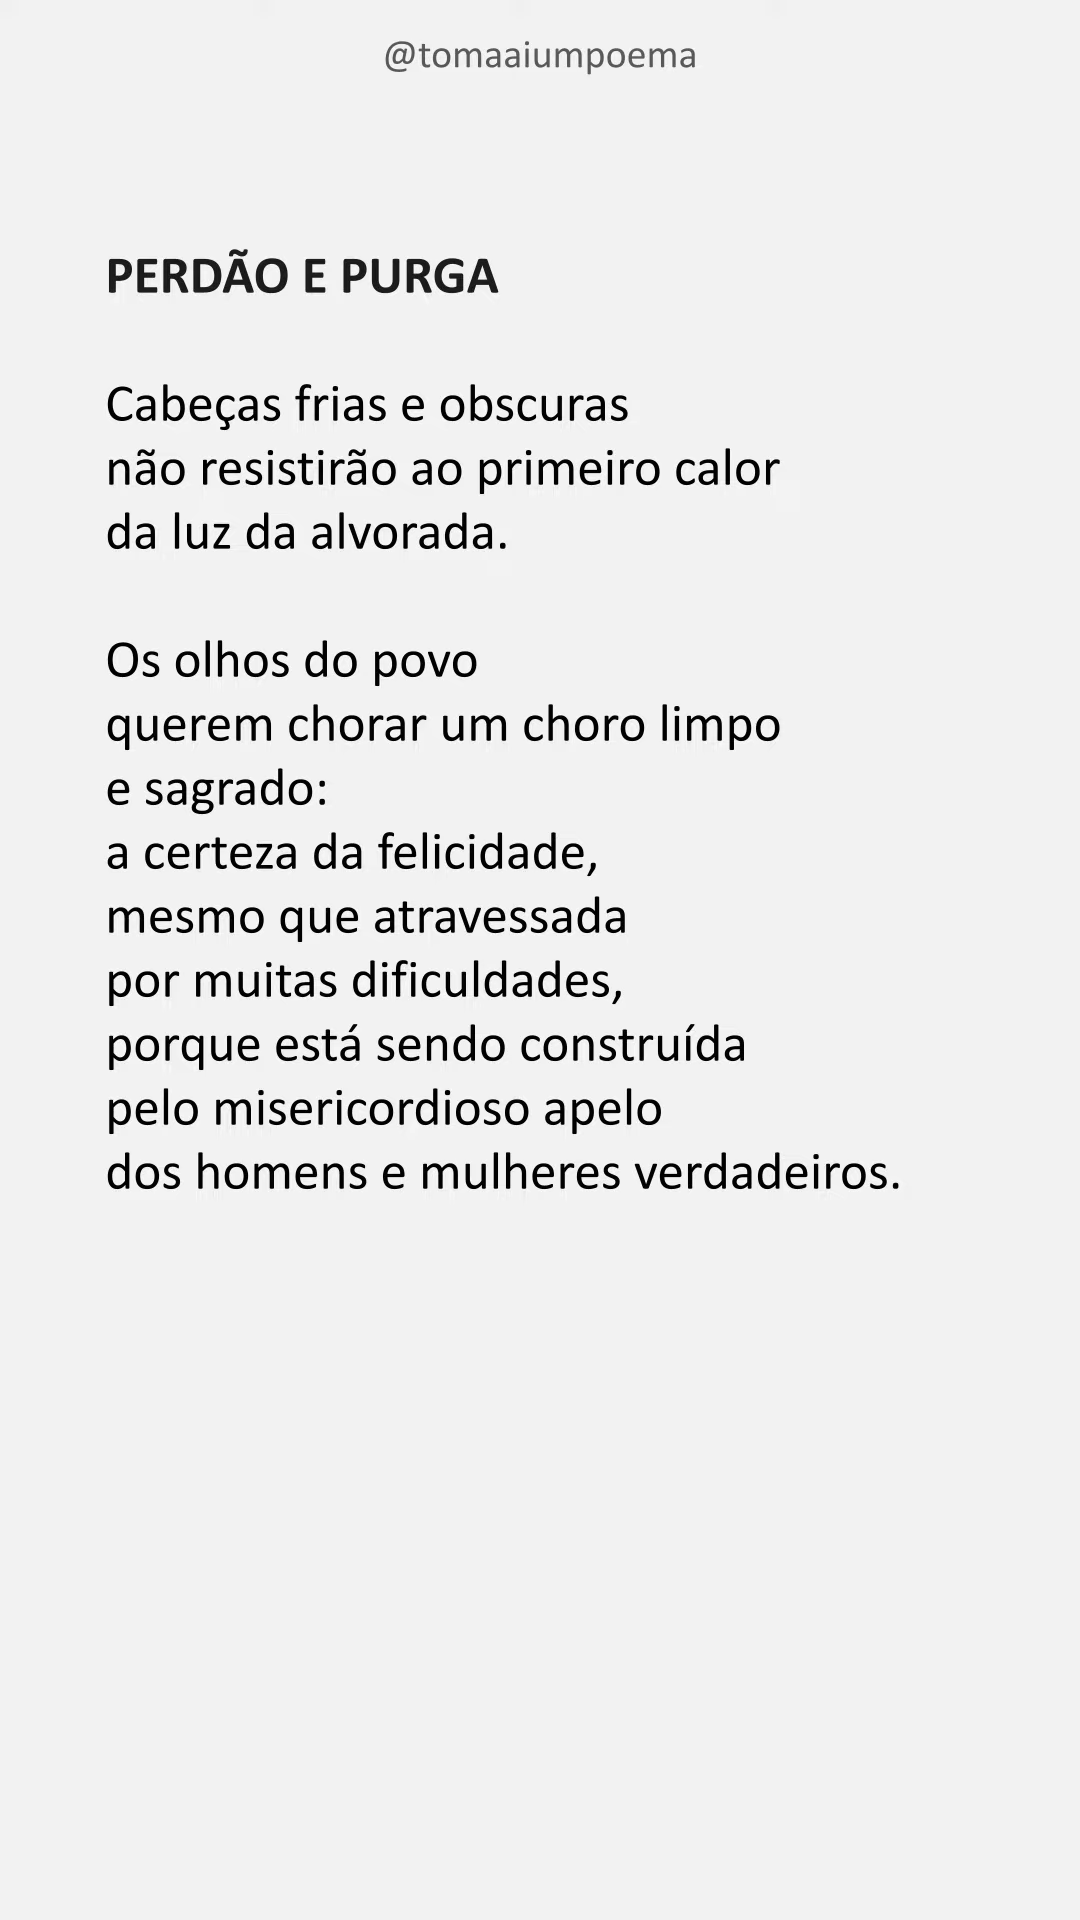 @tomaaiumpoema
PERDÃO E PURGA
Cabeças frias e obscuras
não resistirão ao primeiro calor
da luz da alvorada.
Os olhos do povo
querem chorar um choro limpo
e sagrado:
a certeza da felicidade,
mesmo que atravessada
por muitas dificuldades,
porque está sendo construída
pelo misericordioso apelo
dos homens e mulheres verdadeiros.